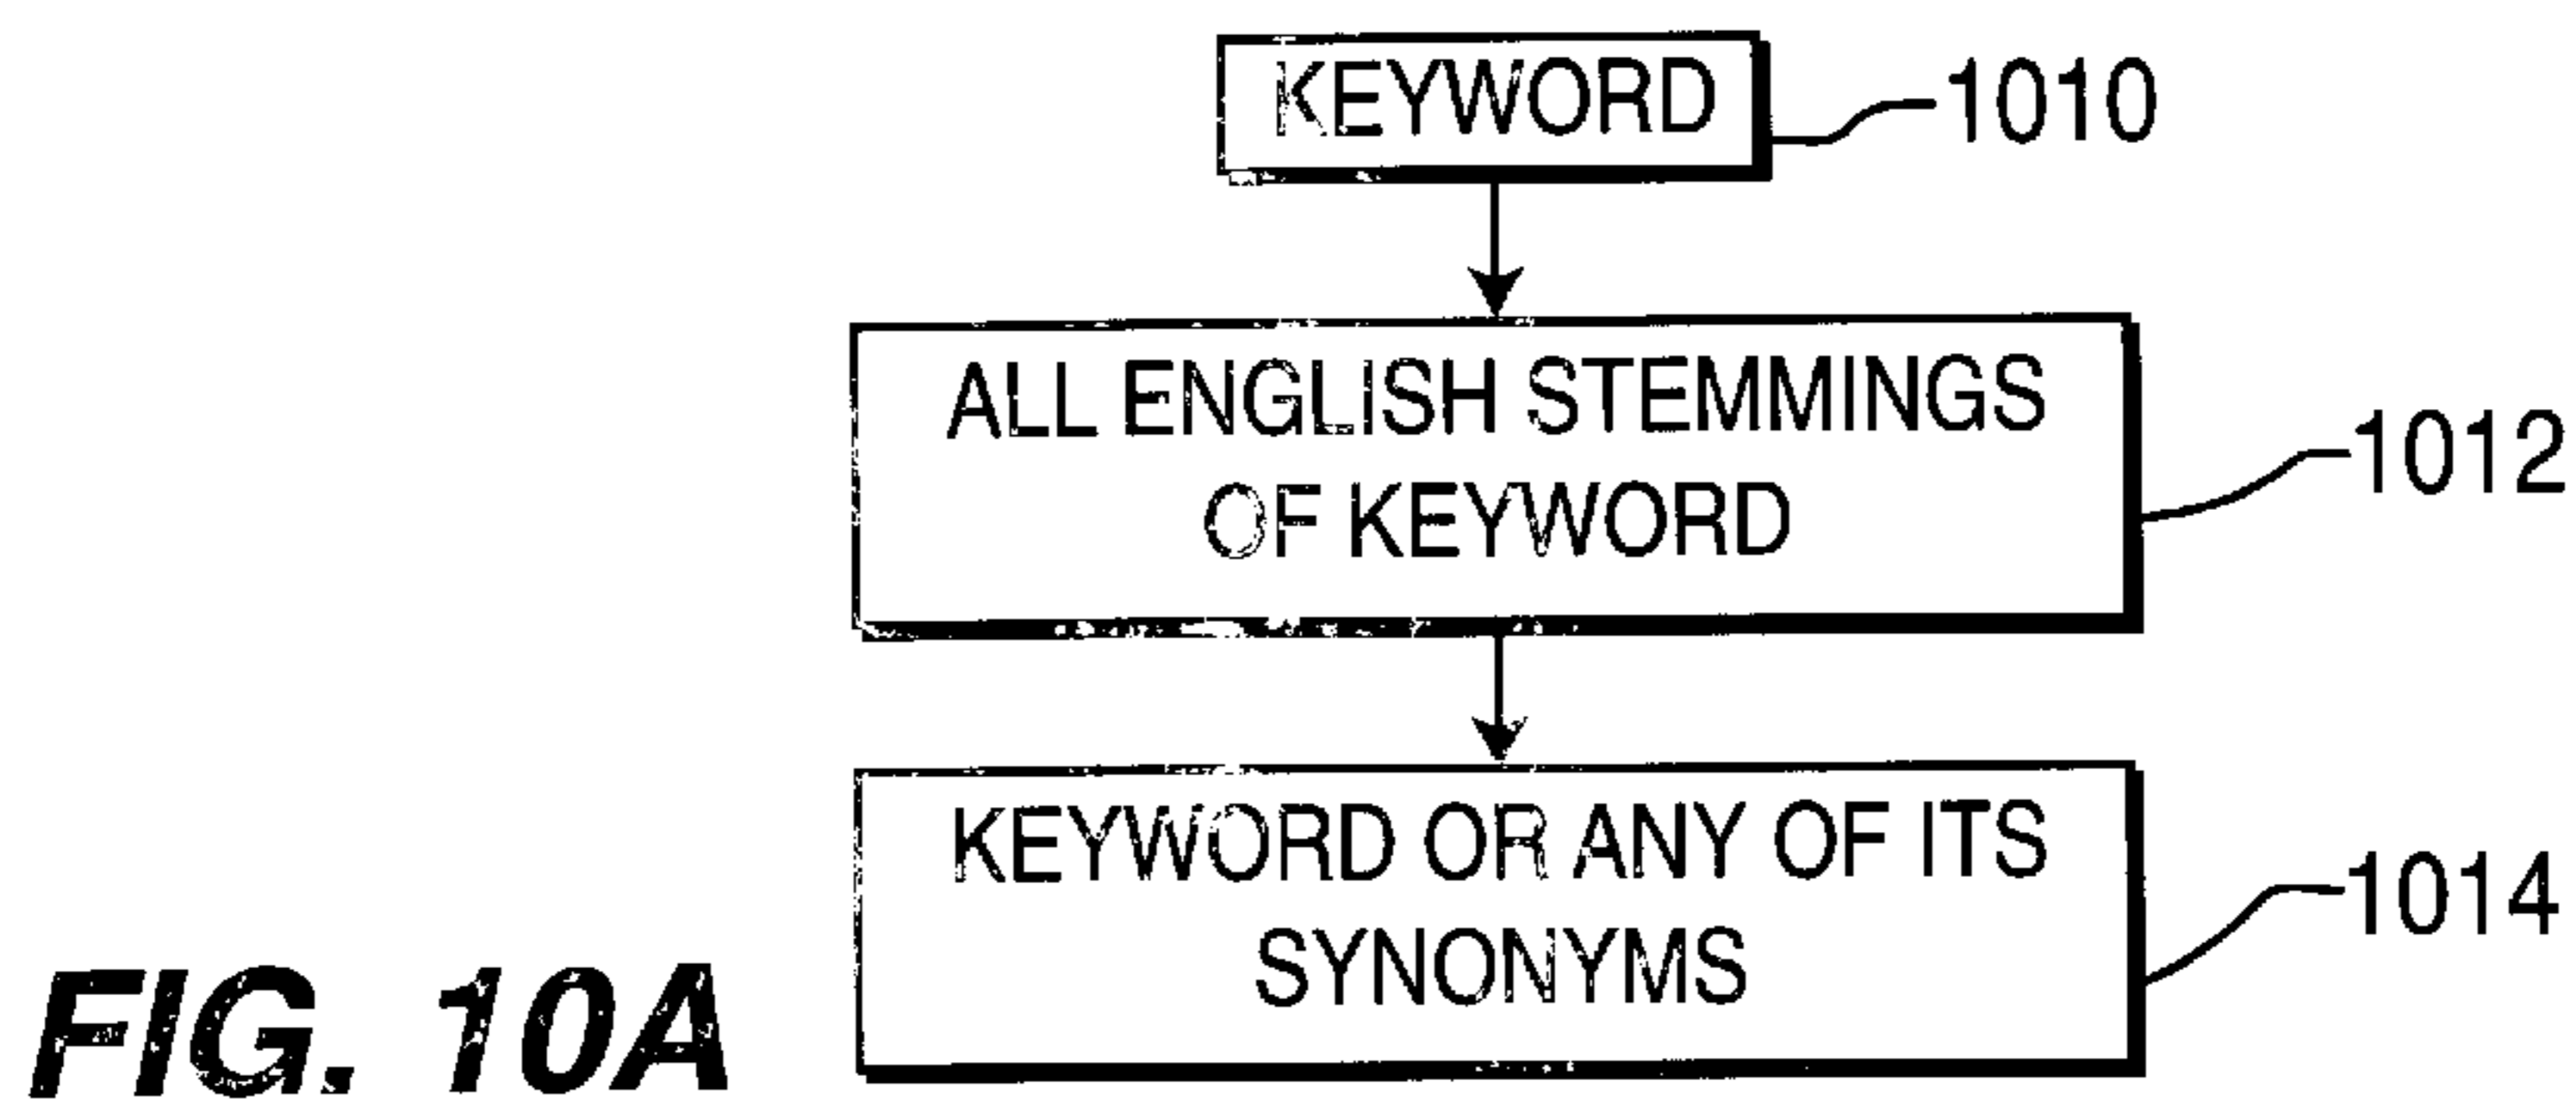 KEYWORD
1010
ALL ENGLISH STEMMINGS
OF KEYWORD
1012
KEYWORD OR ANY OF ITS
SYNONYMS
1014
FIG. 10A